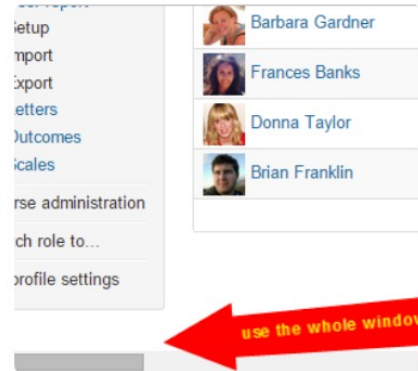 Setup
Import
Export
Letters
Outcomes
Scales
rse administration
ch role to...
profile settings
Barbara Gardner
Frances Banks
Donna Taylor
Brian Franklin
use the whole window